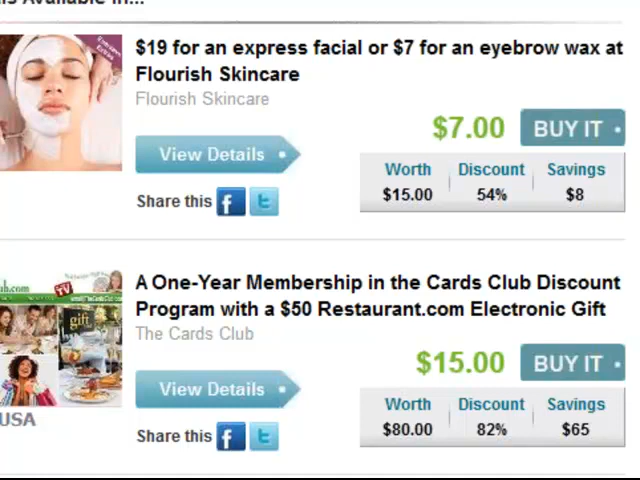 $19 for an express facial or $7 for an eyebrow wax at
Flourish Skincare
Flourish Skincare
$7.00 BUY IT
View Details
Worth Discount Savings
$15.00 54% $8
Share this
A One-Year Membership in the Cards Club Discount
Program with a $50 Restaurant.com Electronic Gift
The Cards Club
$15.00 BUY IT
gift
View Details
Worth Discount Savings
$80.00 82% $65
USA
Share this